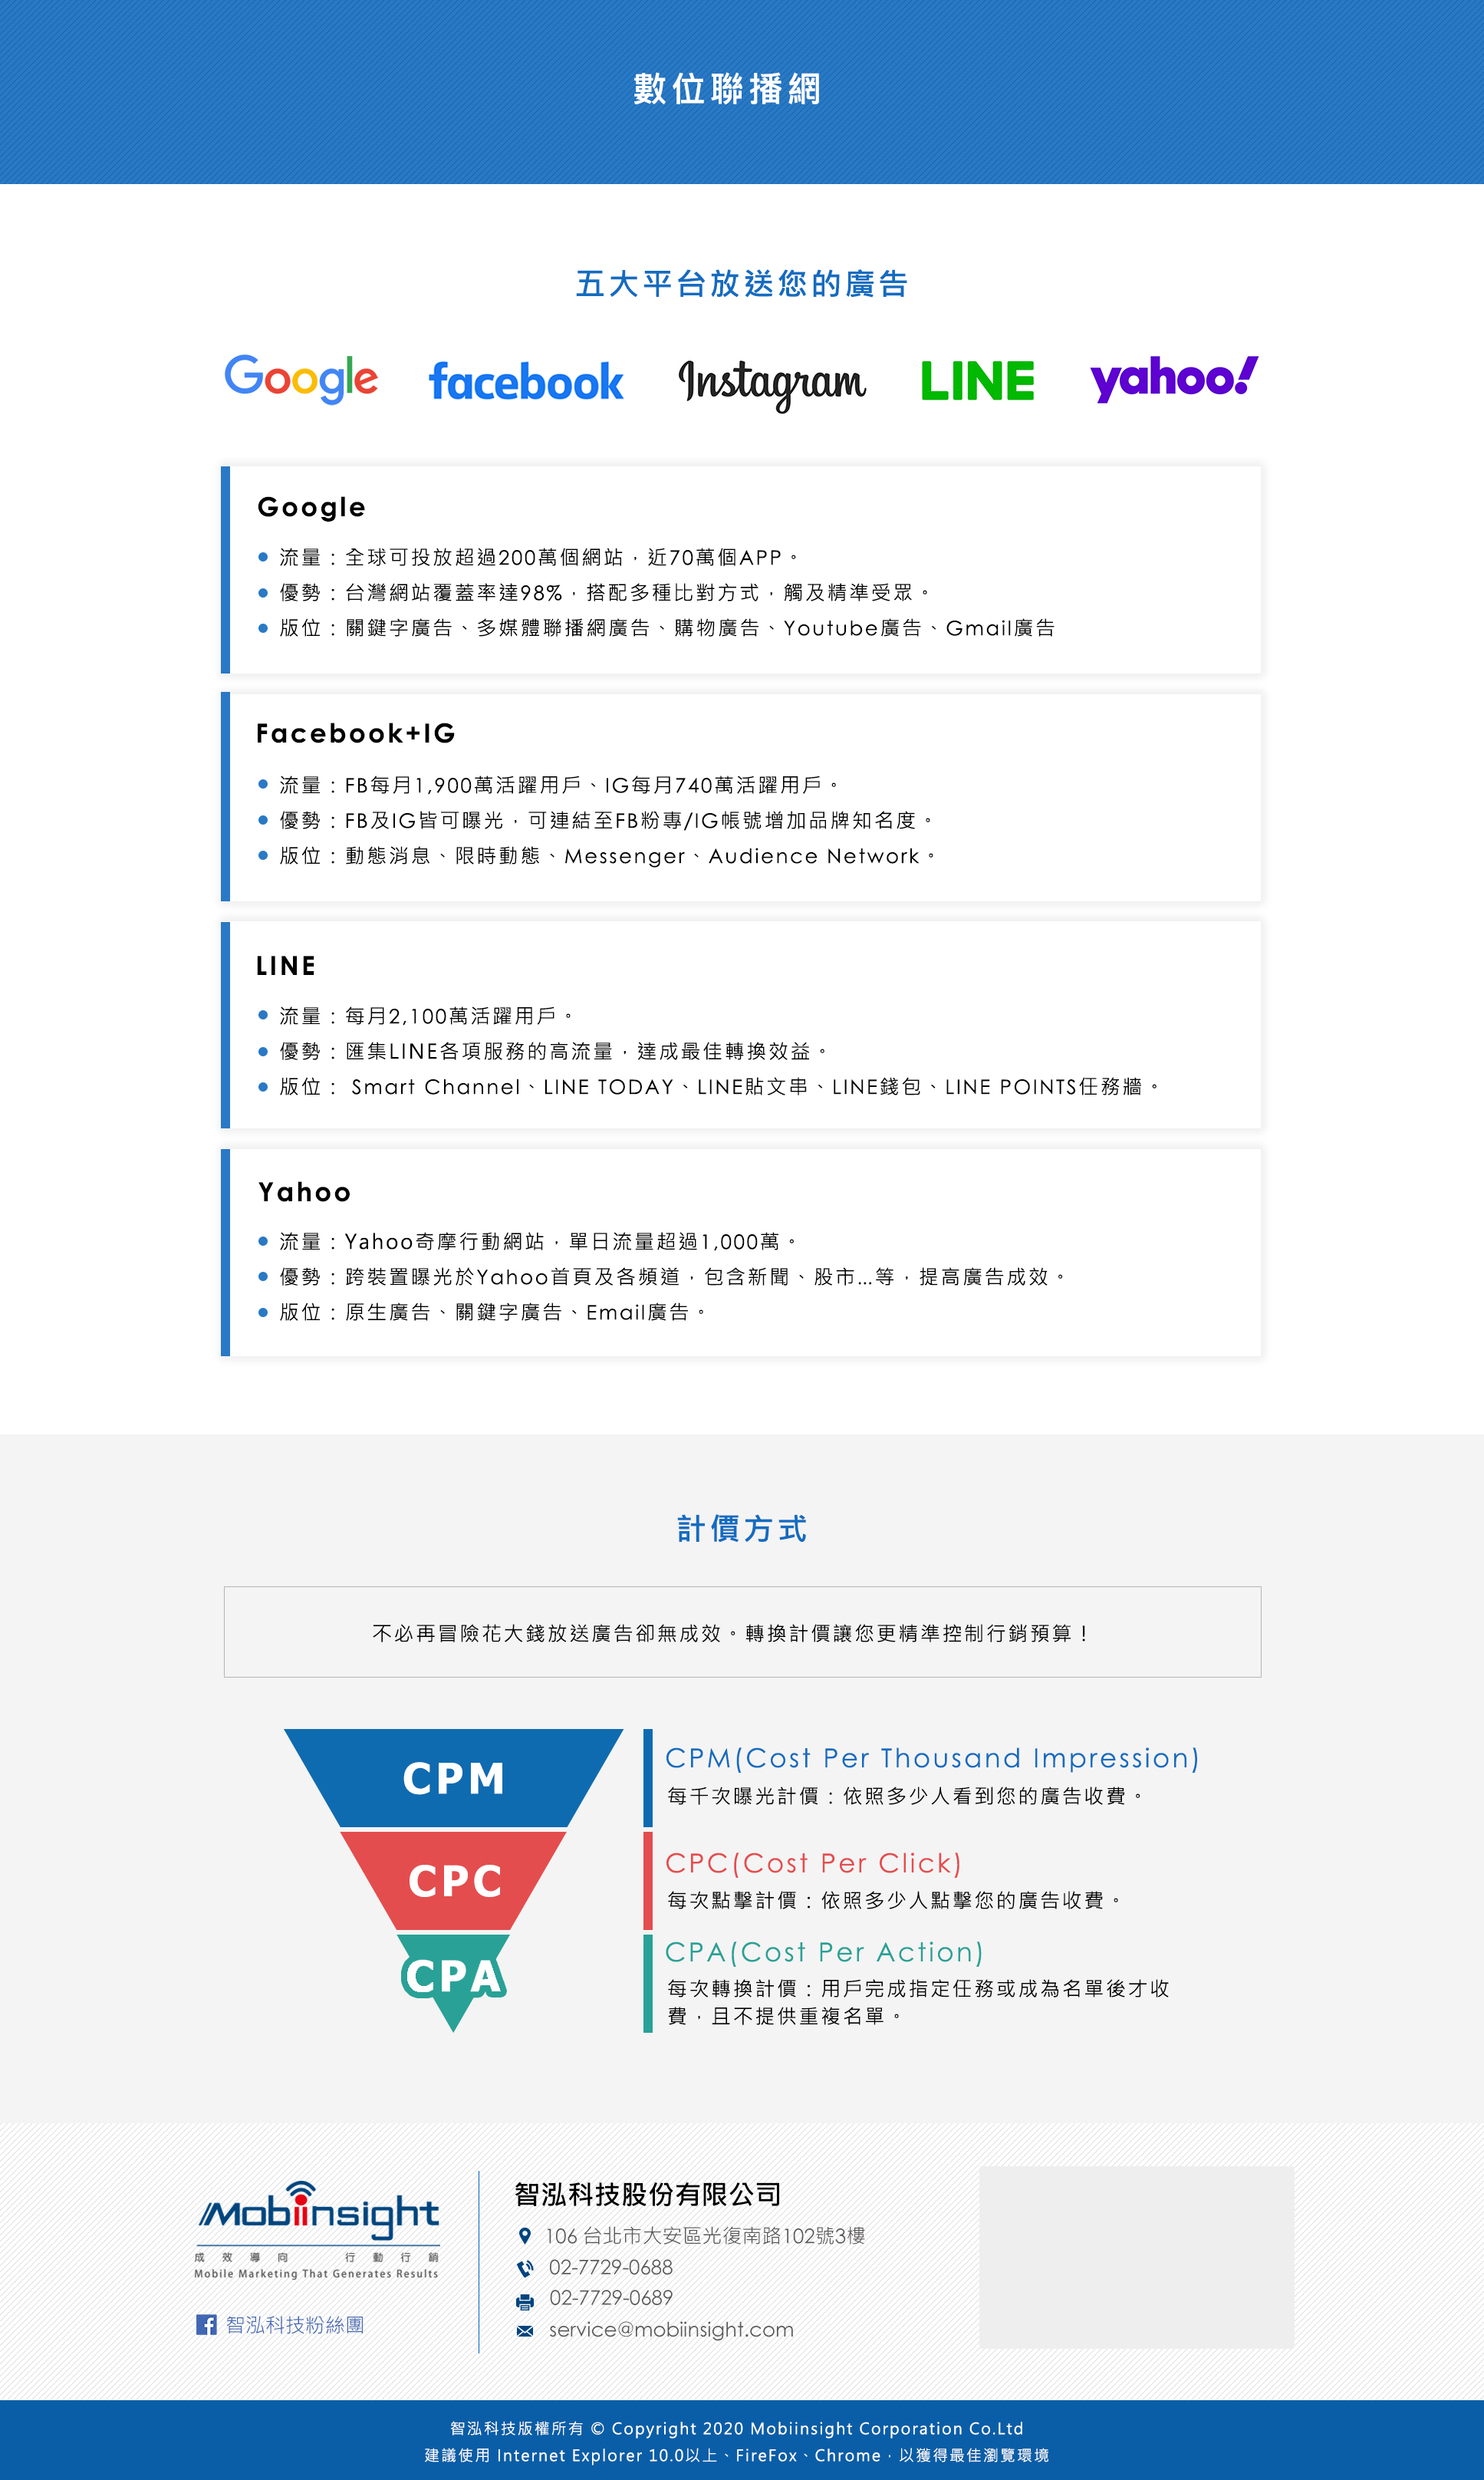 數位聯播網
五大平台放送您的廣告
Google facebook Instagram LINE yahoo!
Google
流量：全球可投放超過200萬個網站，近70萬個APP。
優勢：台灣網站覆蓋率達98%，搭配多種比對方式，觸及精準受眾。
版位：關鍵字廣告、多媒體聯播網廣告、購物廣告、Youtube廣告、Gmail廣告
Facebook+IG
流量：FB每月1,900萬活躍用戶、IG每月740萬活躍用戶。
優勢：FB及IG皆可曝光，可連結至FB粉專/IG帳號增加品牌知名度。
版位：動態消息、限時動態、Messenger、Audience Network。
LINE
流量：每月2,100萬活躍用戶。
優勢：匯集LINE各項服務的高流量，達成最佳轉換效益。
版位： Smart Channel、LINE TODAY、LINE貼文串、LINE錢包、LINE POINTS任務牆。
Yahoo
流量：Yahoo奇摩行動網站，單日流量超過1,000萬。
優勢：跨裝置曝光於Yahoo首頁及各頻道，包含新聞、股市...等，提高廣告成效。
版位：原生廣告、關鍵字廣告、Email廣告。
計價方式
不必再冒險花大錢放送廣告卻無成效。轉換計價讓您更精準控制行銷預算！
CPM
CPM(Cost Per Thousand Impression)
每千次曝光計價：依照多少人看到您的廣告收費。
CPC
CPC(Cost Per Click)
每次點擊計價：依照多少人點擊您的廣告收費。
CPA
CPA(Cost Per Action)
每次轉換計價：用戶完成指定任務或成為名單後才收
費，且不提供重複名單。
Mobiinsight
成效導向 行動行銷
Mobile Marketing That Generates Results
智泓科技粉絲團
智泓科技股份有限公司
106 台北市大安區光復南路102號3樓
02-7729-0688
02-7729-0689
service@mobiinsight.com
智泓科技版權所有 © Copyright 2020 Mobiinsight Corporation Co.Ltd
建議使用 Internet Explorer 10.0以上、FireFox、Chrome，以獲得最佳瀏覽環境